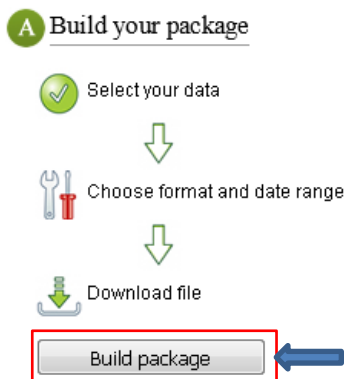 A Build your package
Select your data
Choose format and date range
Download file
Build package